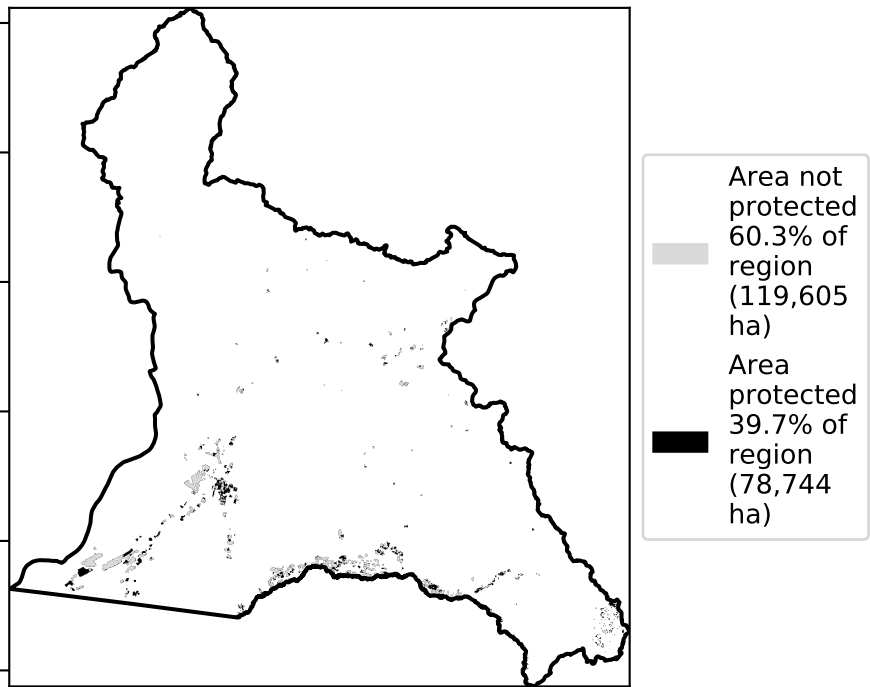 Area not
protected
60.3% of
region
(119,605
ha)
Area
protected
39.7% of
region
(78,744
ha)